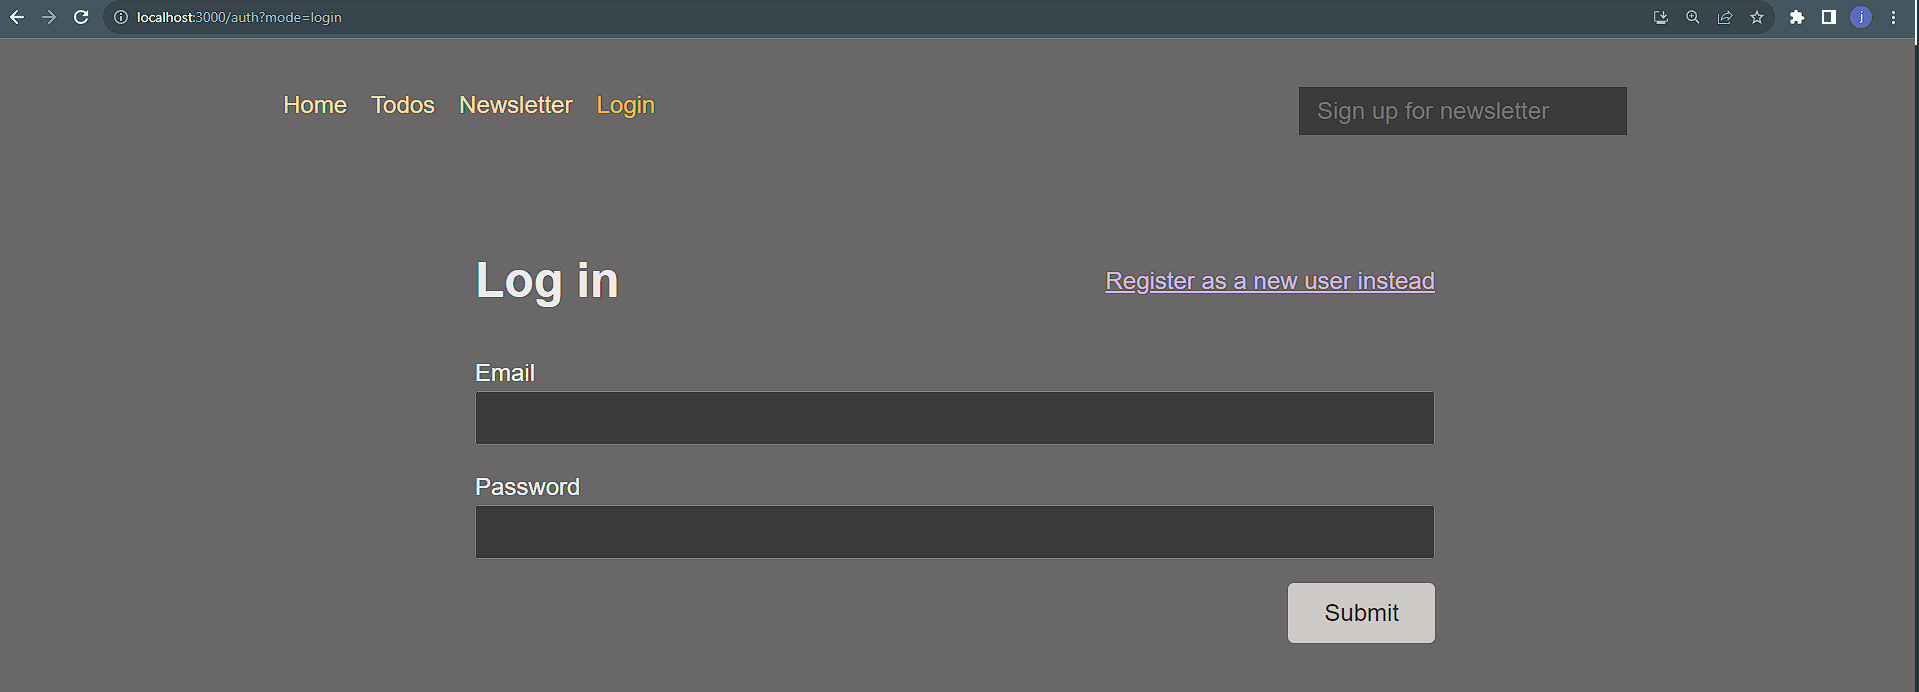 localhost:3000/auth?mode=login
j
Home Todos Newsletter Login
Sign up for newsletter
Log in
Register as a new user instead
Email
Password
Submit